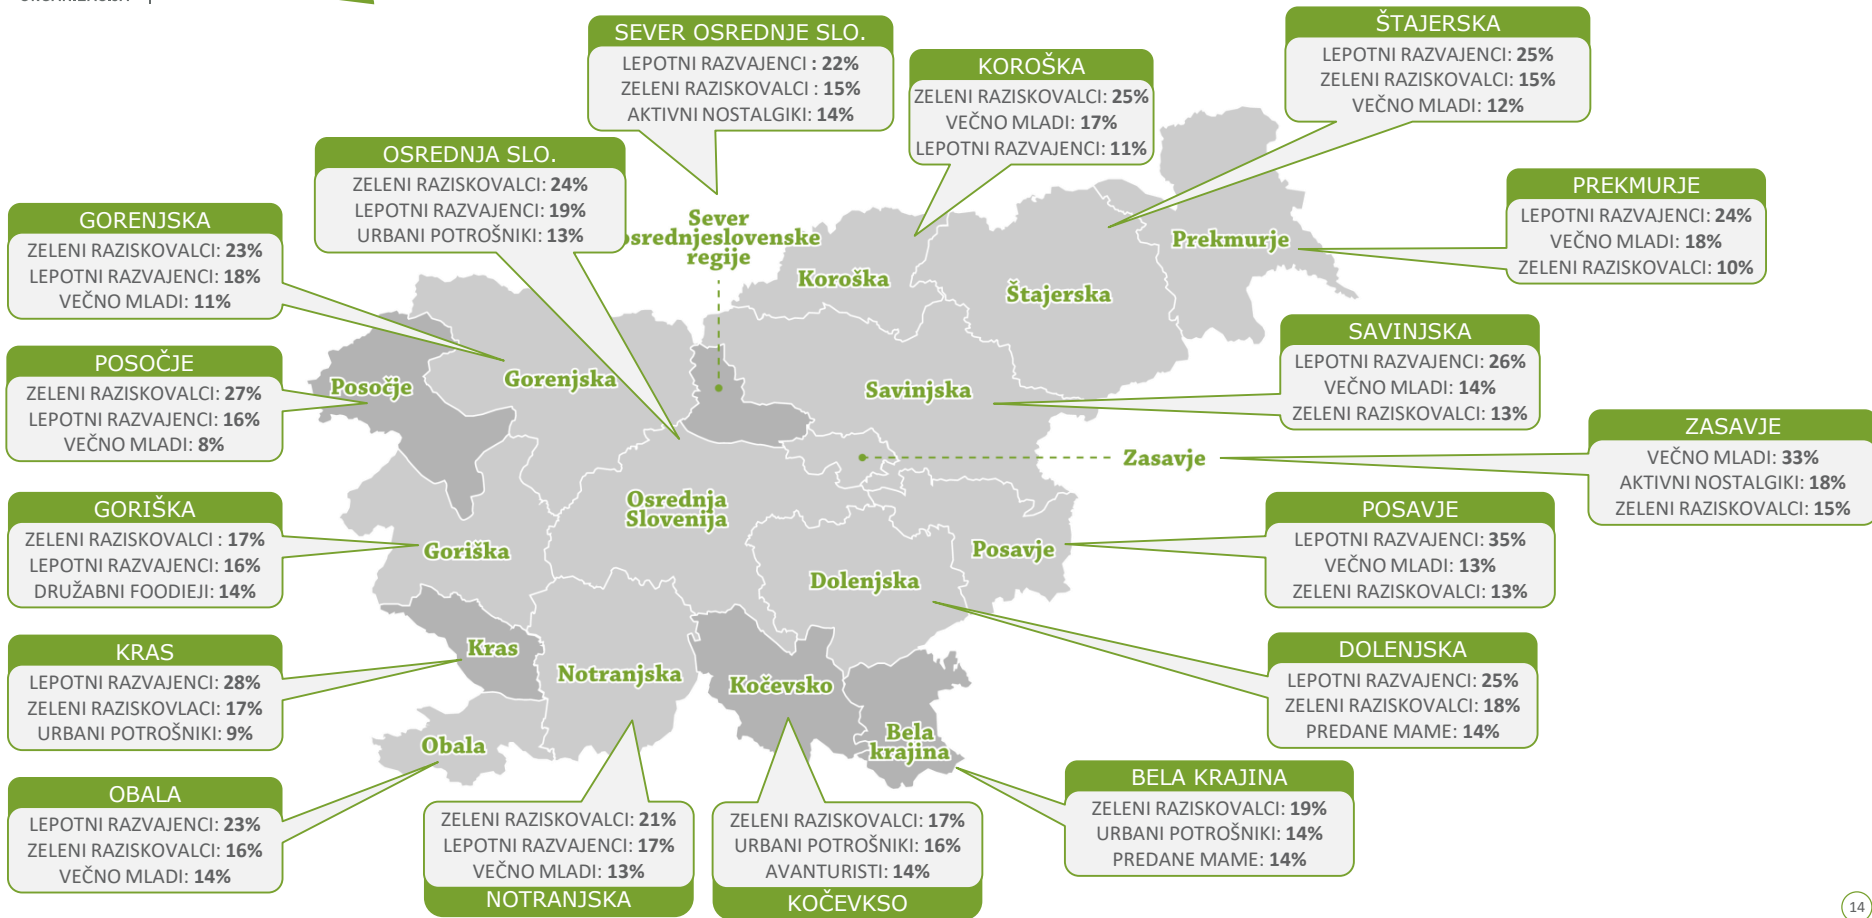 SEVER OSREDNJE SLO.
LEPOTNI RAZVAJENCI : 22%
ZELENI RAZISKOVALCI : 15%
AKTIVNI NOSTALGIKI: 14%
KOROŠKA
ZELENI RAZISKOVALCI: 25%
VEČNO MLADI: 17%
LEPOTNI RAZVAJENCI: 11%
ŠTAJERSKA
LEPOTNI RAZVAJENCI: 25%
ZELENI RAZISKOVALCI: 15%
VEČNO MLADI: 12%
OSREDNJA SLO.
ZELENI RAZISKOVALCI: 24%
LEPOTNI RAZVAJENCI: 19%
URBANI POTROŠNIKI: 13%
PREKMURJE
LEPOTNI RAZVAJENCI: 24%
VEČNO MLADI: 18%
ZELENI RAZISKOVALCI: 10%
GORENJSKA
ZELENI RAZISKOVALCI: 23%
LEPOTNI RAZVAJENCI: 18%
VEČNO MLADI: 11%
Sever
osrednjeslovenske
regije
Koroška
Štajerska
Prekmurje
SAVINJSKA
LEPOTNI RAZVAJENCI: 26%
VEČNO MLADI: 14%
ZELENI RAZISKOVALCI: 13%
POSOČJE
ZELENI RAZISKOVALCI: 27%
LEPOTNI RAZVAJENCI: 16%
VEČNO MLADI: 8%
Posočje
Gorenjska
Savinjska
ZASAVJE
VEČNO MLADI: 33%
AKTIVNI NOSTALGIKI: 18%
ZELENI RAZISKOVALCI: 15%
Zasavje
GORIŠKA
ZELENI RAZISKOVALCI : 17%
LEPOTNI RAZVAJENCI: 16%
DRUŽABNI FOODIEJI: 14%
Goriška
Osrednja
Slovenija
Dolenjska
Posavje
POSAVJE
LEPOTNI RAZVAJENCI: 35%
VEČNO MLADI: 13%
ZELENI RAZISKOVALCI: 13%
KRAS
LEPOTNI RAZVAJENCI: 28%
ZELENI RAZISKOVLACI: 17%
URBANI POTROŠNIKI: 9%
Kras
Notranjska
Kočevsko
Bela
krajina
Obala
DOLENJSKA
LEPOTNI RAZVAJENCI: 25%
ZELENI RAZISKOVALCI: 18%
PREDANE MAME: 14%
OBALA
LEPOTNI RAZVAJENCI: 23%
ZELENI RAZISKOVALCI: 16%
VEČNO MLADI: 14%
ZELENI RAZISKOVALCI: 21%
LEPOTNI RAZVAJENCI: 17%
VEČNO MLADI: 13%
NOTRANJSKA
ZELENI RAZISKOVALCI: 17%
URBANI POTROŠNIKI: 16%
AVANTURISTI: 14%
KOČEVKSO
BELA KRAJINA
ZELENI RAZISKOVALCI: 19%
URBANI POTROŠNIKI: 14%
PREDANE MAME: 14%
14